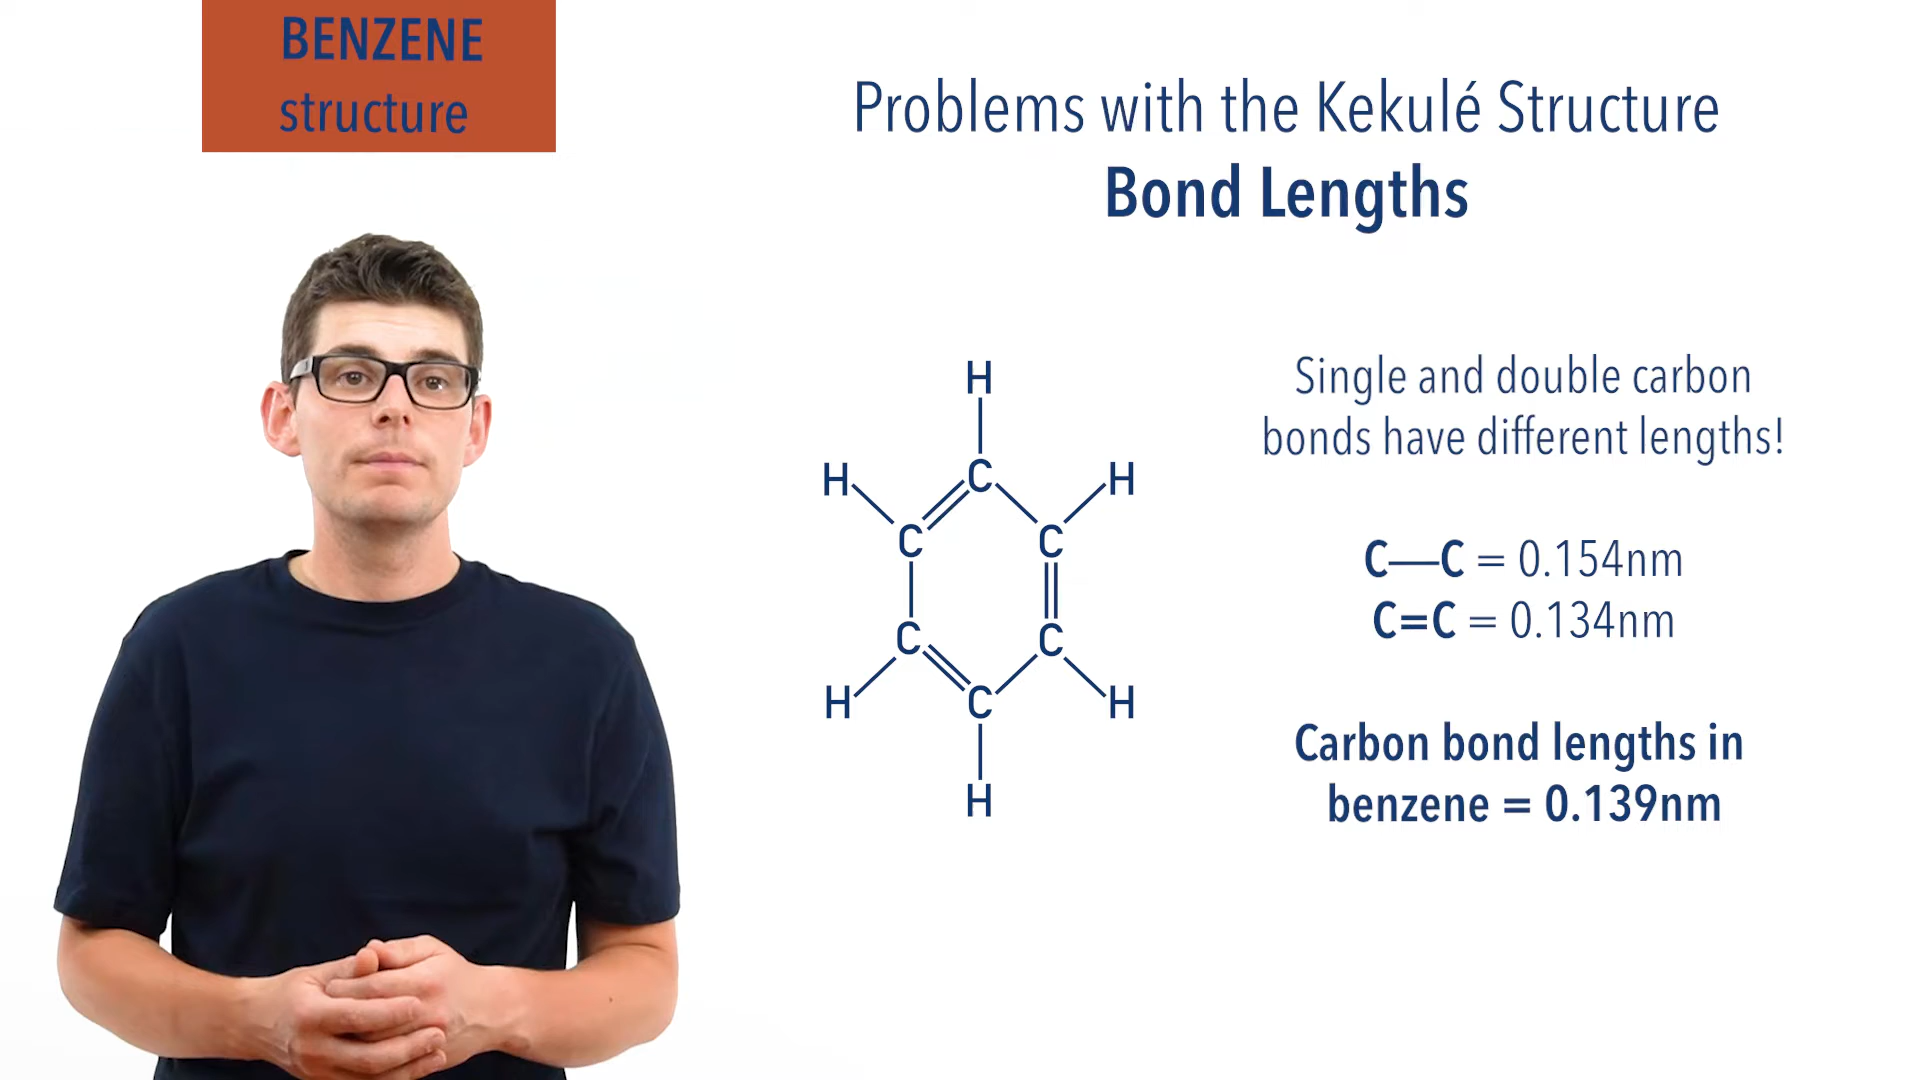 BENZENE
structure
Problems with the Kekulé Structure
Bond Lengths
Single and double carbon
bonds have different lengths!
C—C = 0.154nm
C=C = 0.134nm
Carbon bond lengths in
benzene = 0.139nm
H
H
C
H
C
C
C
C
H
C
H
H